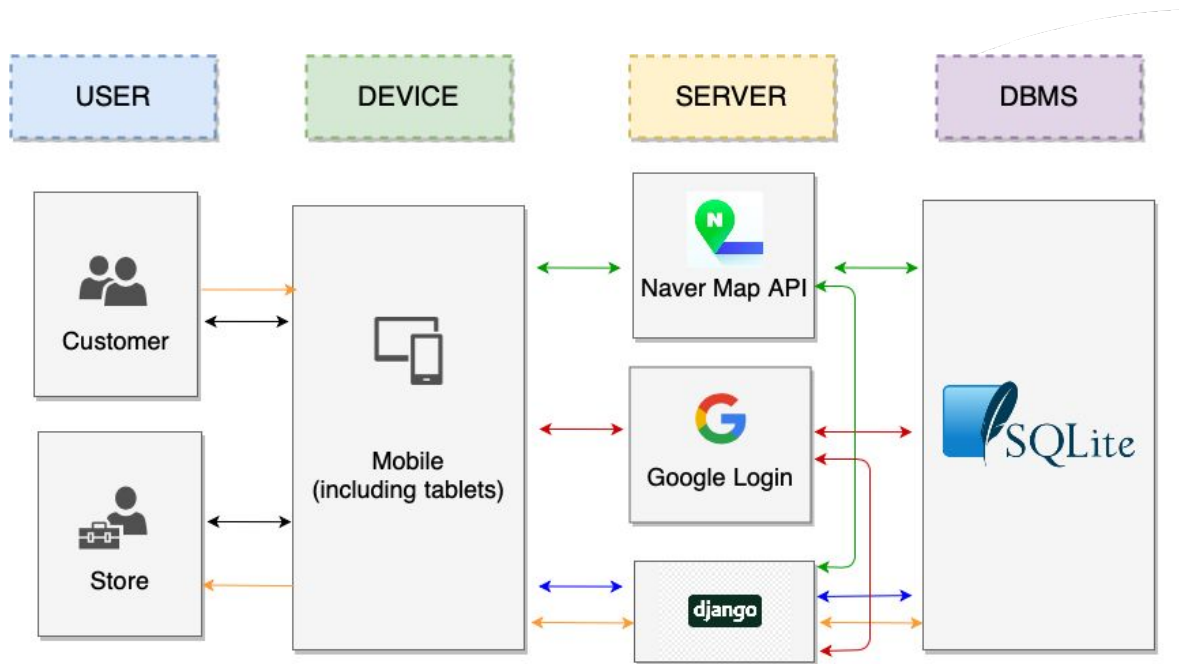 USER
DEVICE
SERVER
DBMS
Customer
Store
Mobile
(including tablets)
N
Naver Map API
G
Google Login
django
SQLite